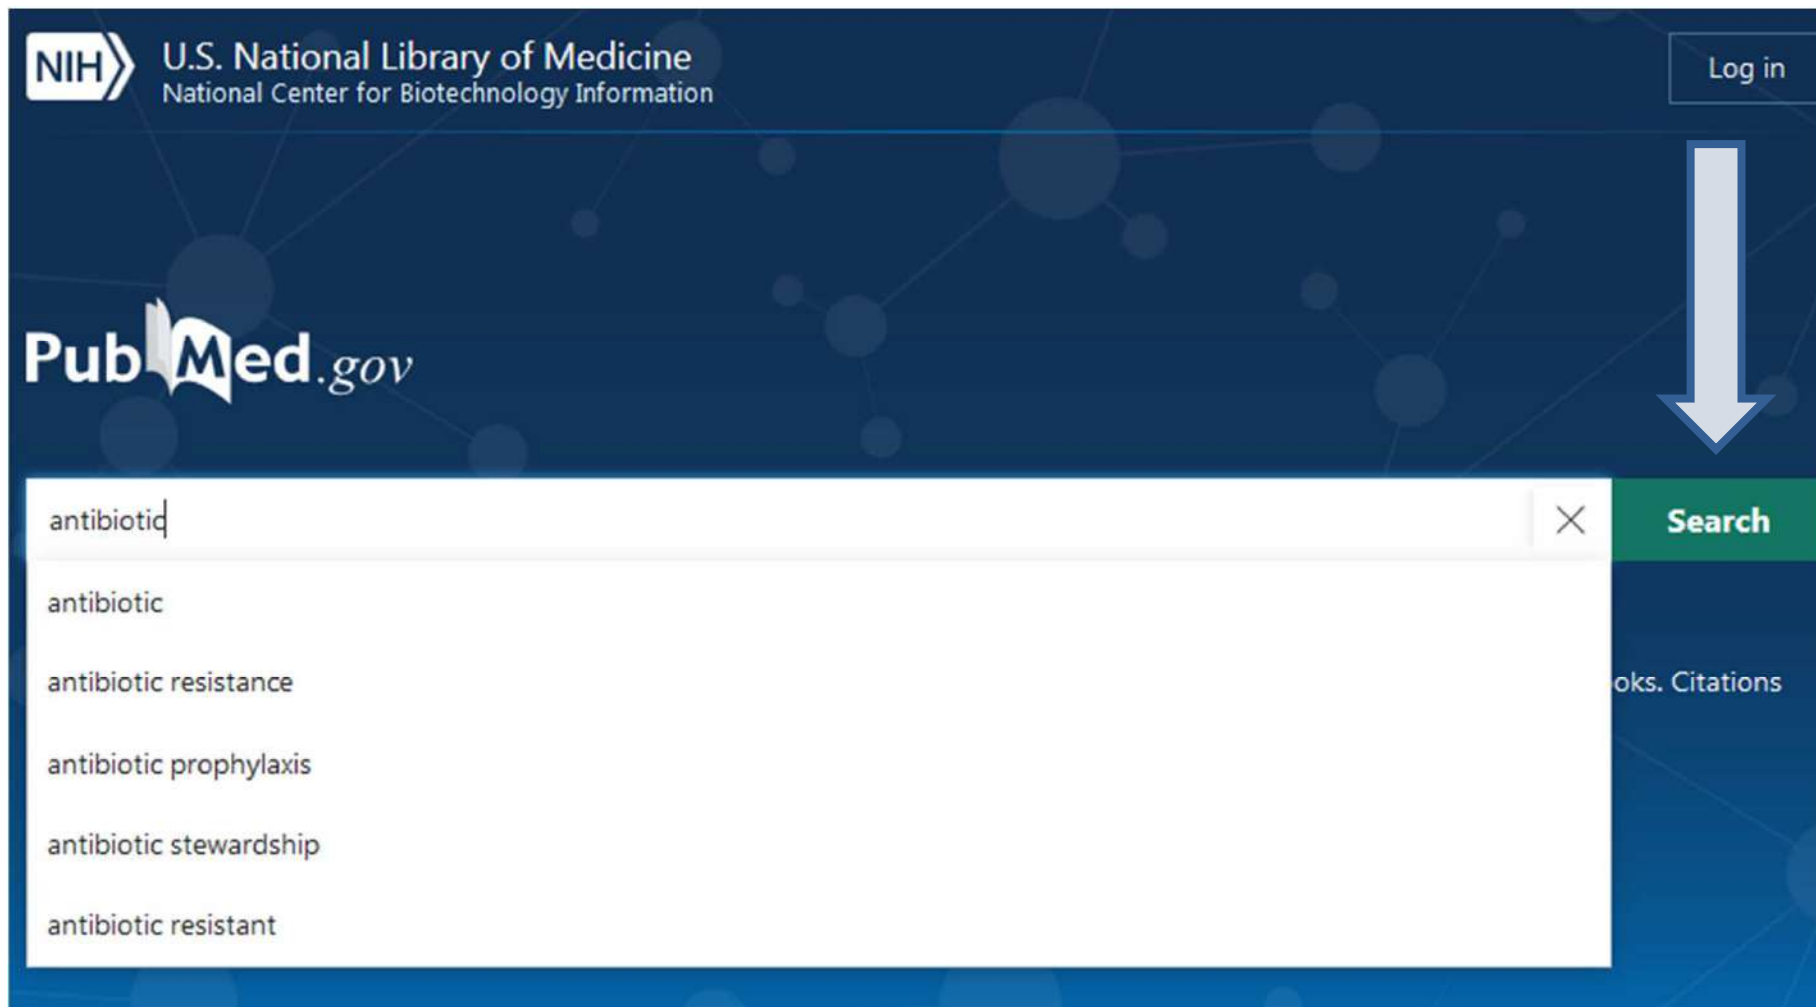 NIH
U.S. National Library of Medicine
National Center for Biotechnology Information
Log in
PubMed.gov
antibiotic
Search
antibiotic
antibiotic resistance
oks. Citations
antibiotic prophylaxis
antibiotic stewardship
antibiotic resistant